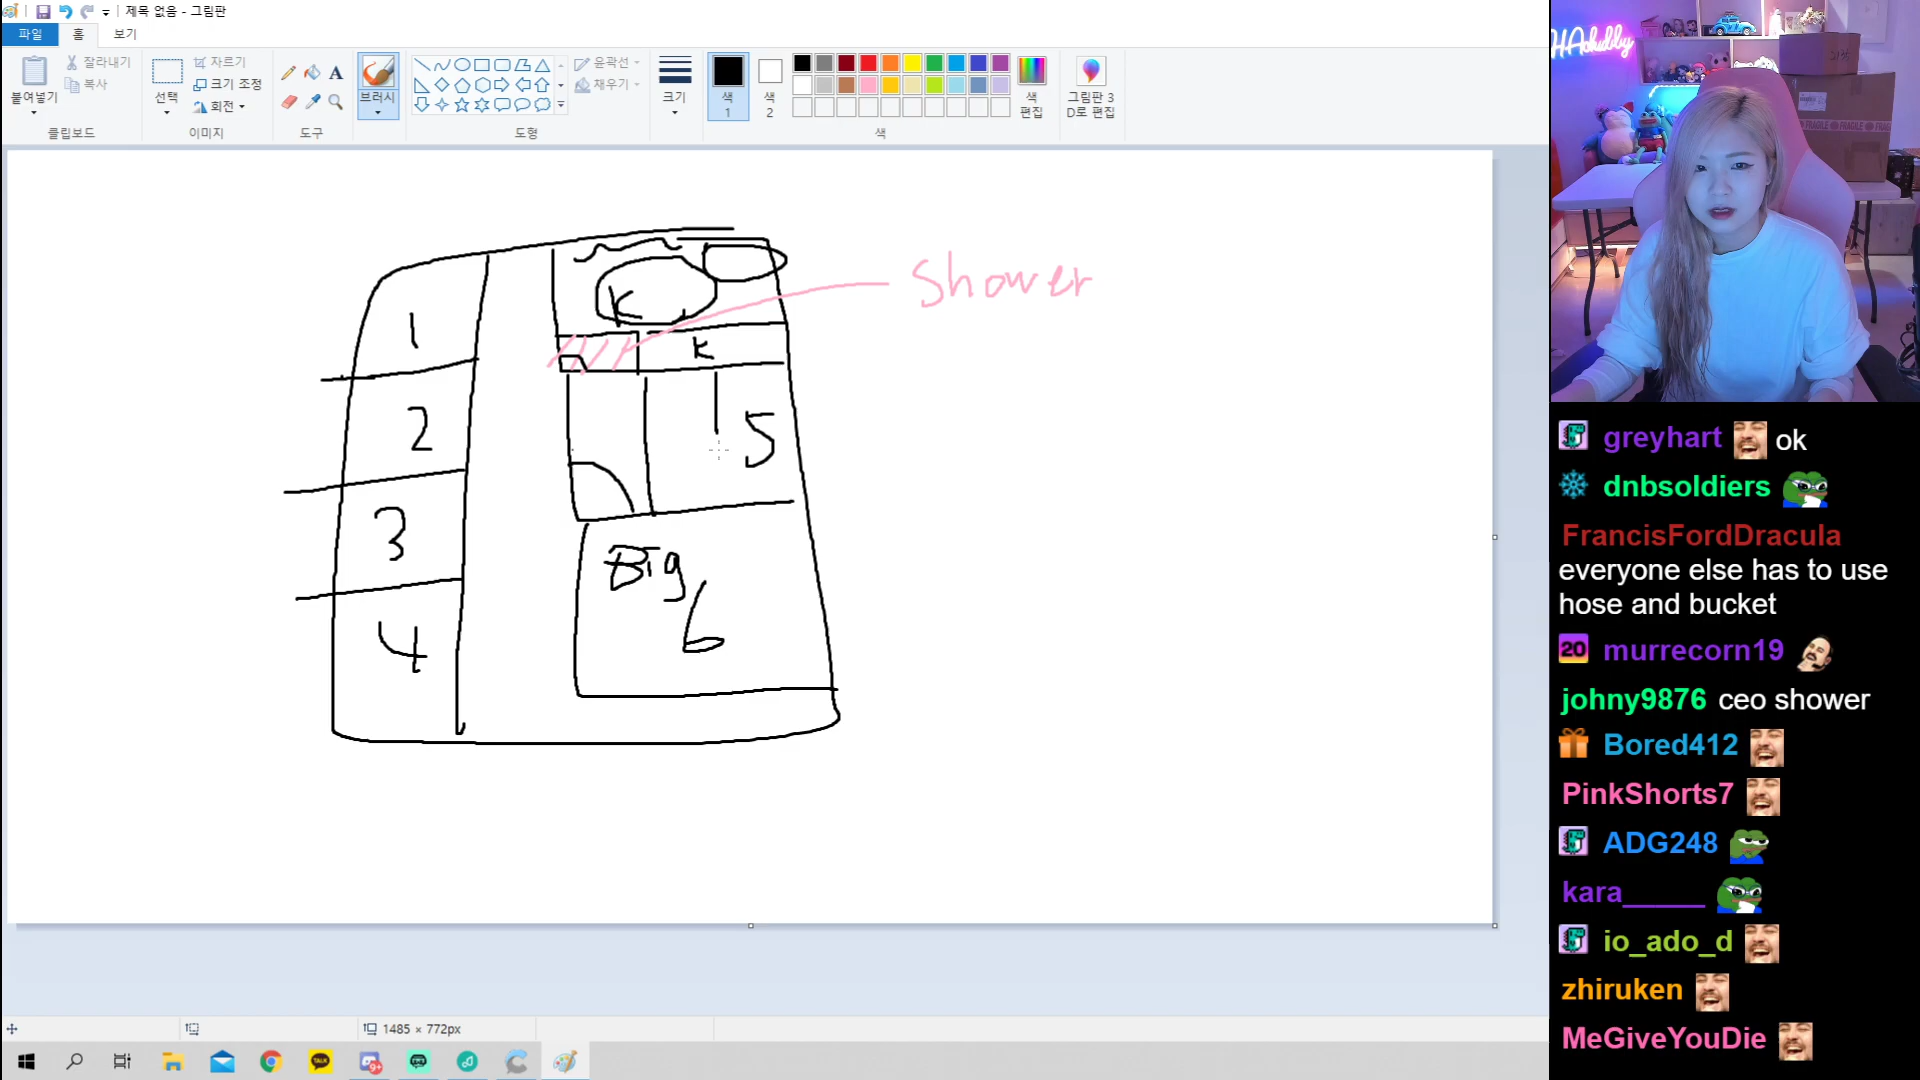 제목 없음 - 그림판
파일 홈 보기
붙여넣기
잘라내기
복사
클립보드
선택
자르기
크기 조정
회전
이미지
A
도구
브러시
윤곽선
채우기
도형
크기
색 1
색 2
색
색 편집
그림판 3D로 편집
K
Shower
1
K
2
5
3
Big
6
4
1485 × 772px
TALK
9+
FRAGILE FRAGILE
greyhart ok
dnbsoldiers
FrancisFordDracula
everyone else has to use
hose and bucket
20 murrecorn19
johny9876 ceo shower
Bored412
PinkShorts7
ADG248
kara_____
io_ado_d
zhiruken
MeGiveYouDie